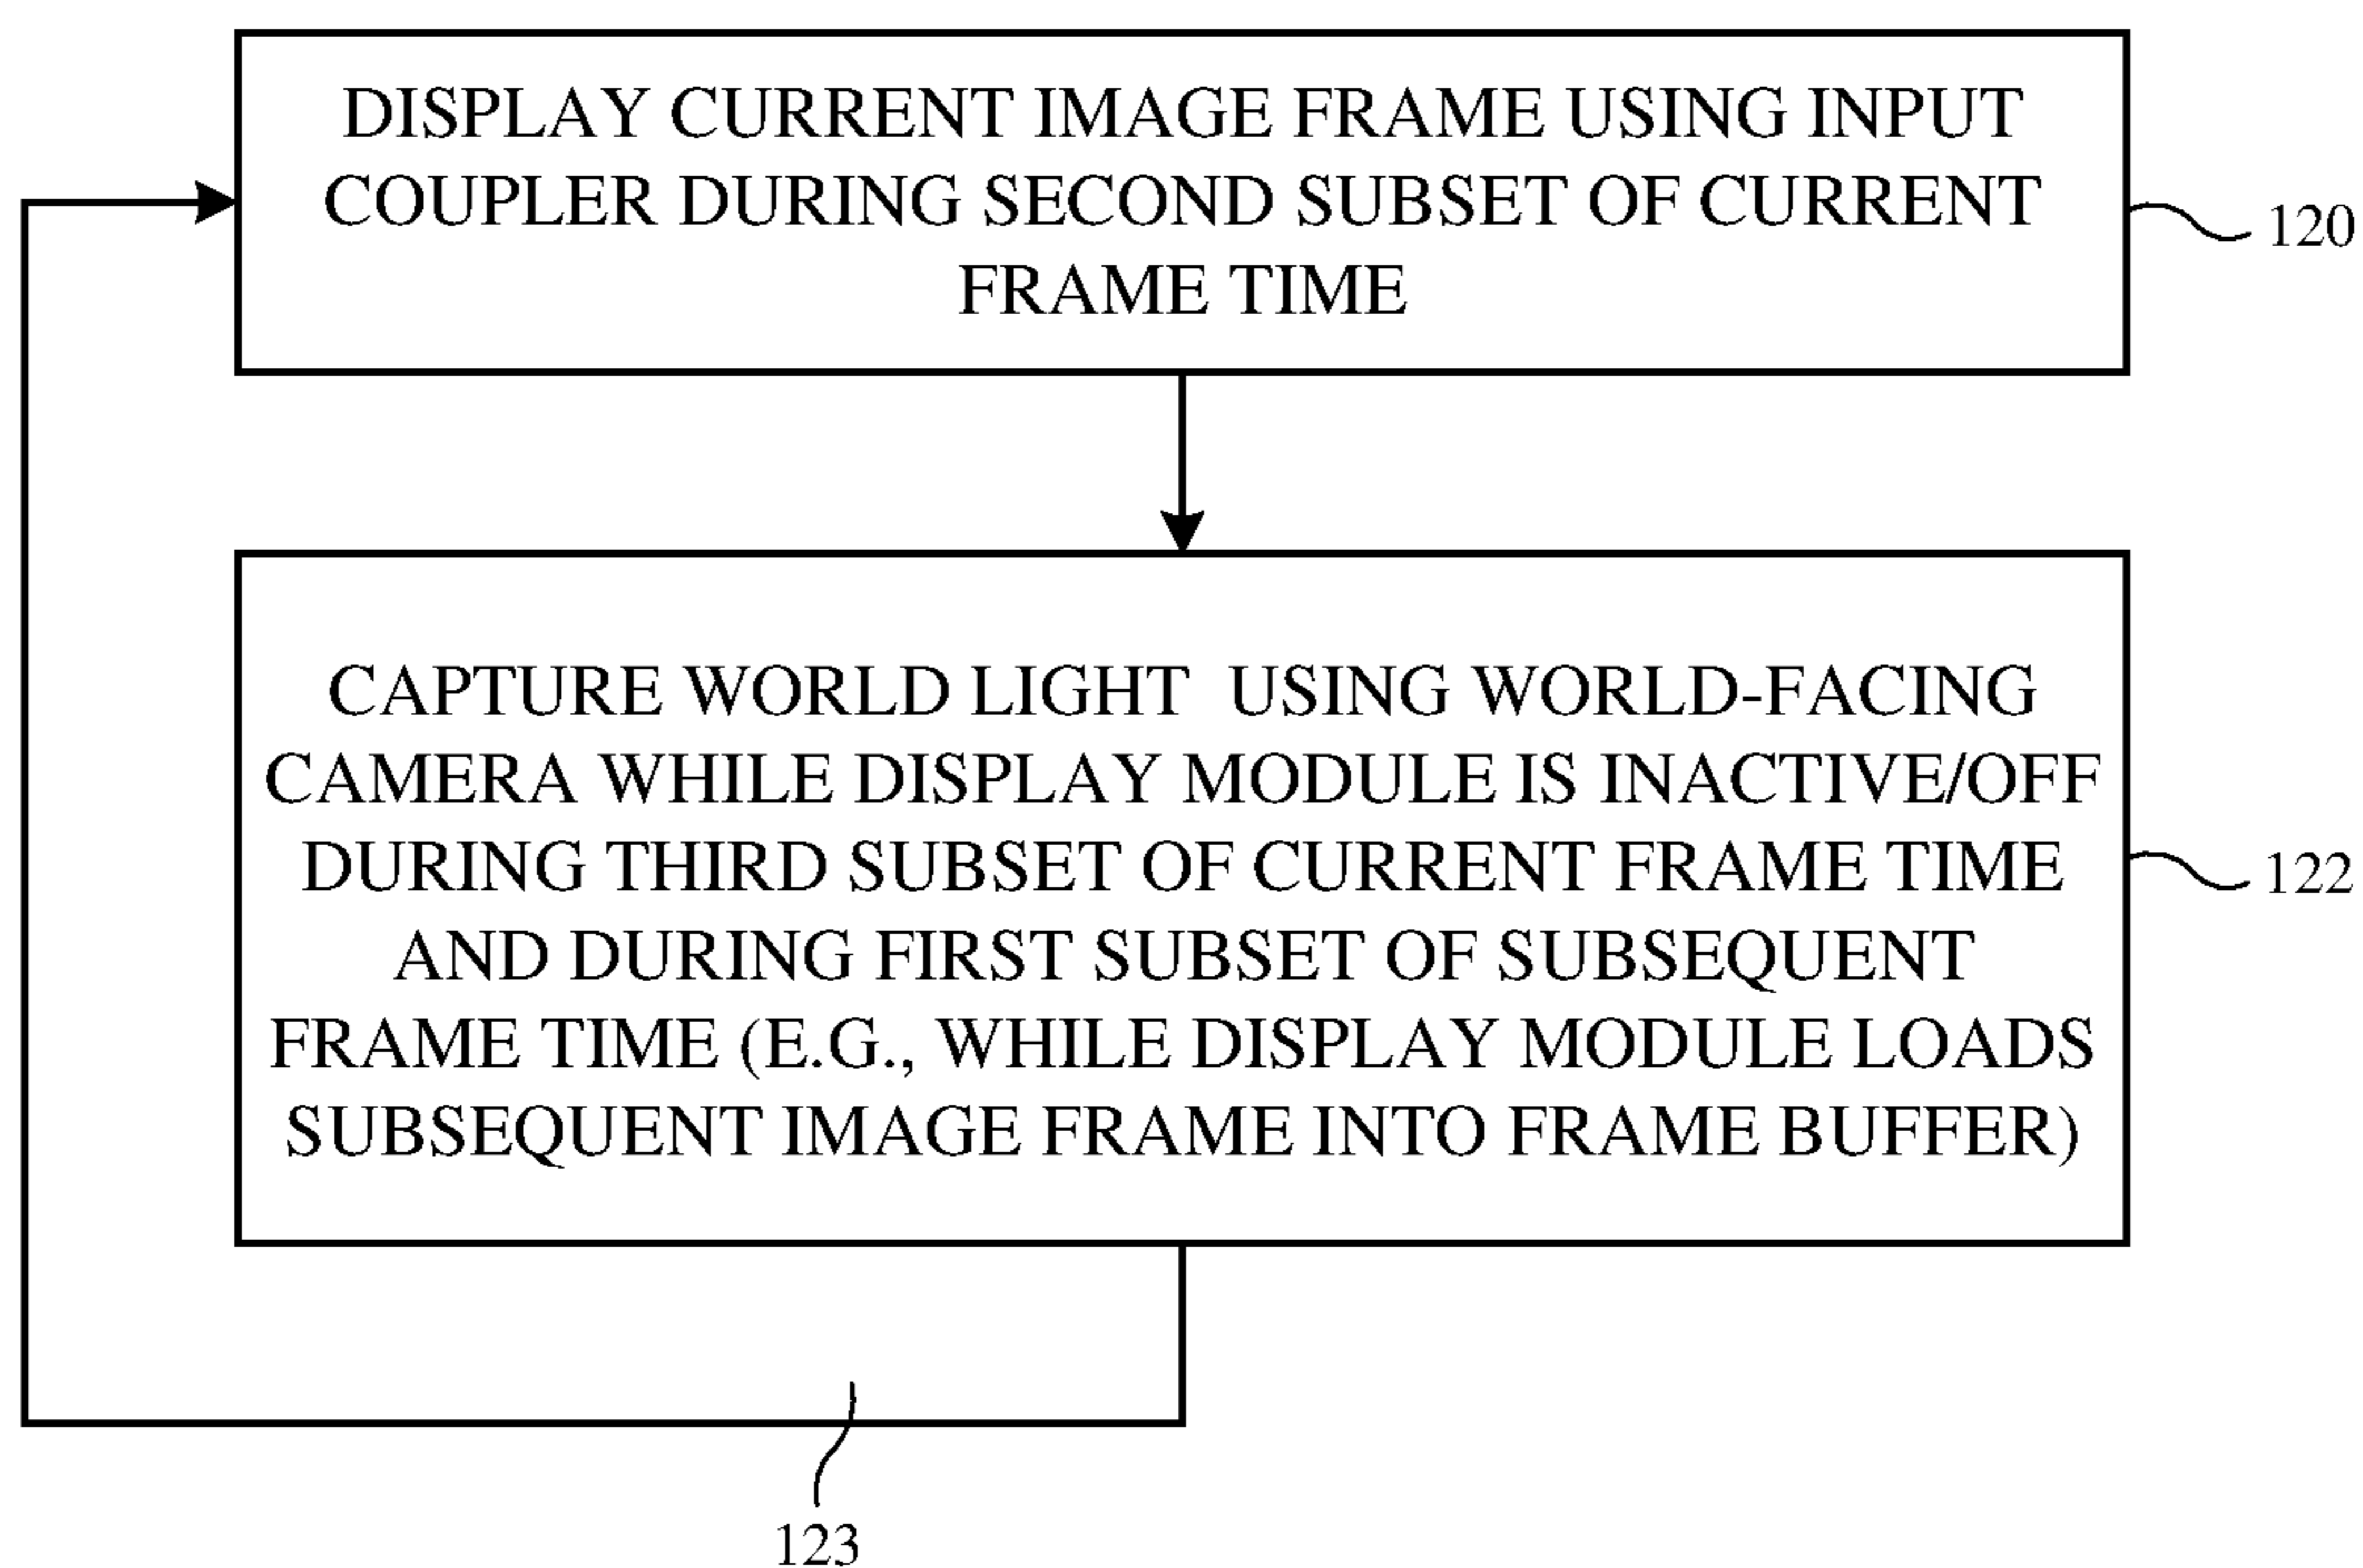 DISPLAY CURRENT IMAGE FRAME USING INPUT
COUPLER DURING SECOND SUBSET OF CURRENT
FRAME TIME
120
CAPTURE WORLD LIGHT USING WORLD-FACING
CAMERA WHILE DISPLAY MODULE IS INACTIVE/OFF
DURING THIRD SUBSET OF CURRENT FRAME TIME
AND DURING FIRST SUBSET OF SUBSEQUENT
FRAME TIME (E.G., WHILE DISPLAY MODULE LOADS
SUBSEQUENT IMAGE FRAME INTO FRAME BUFFER)
122
123